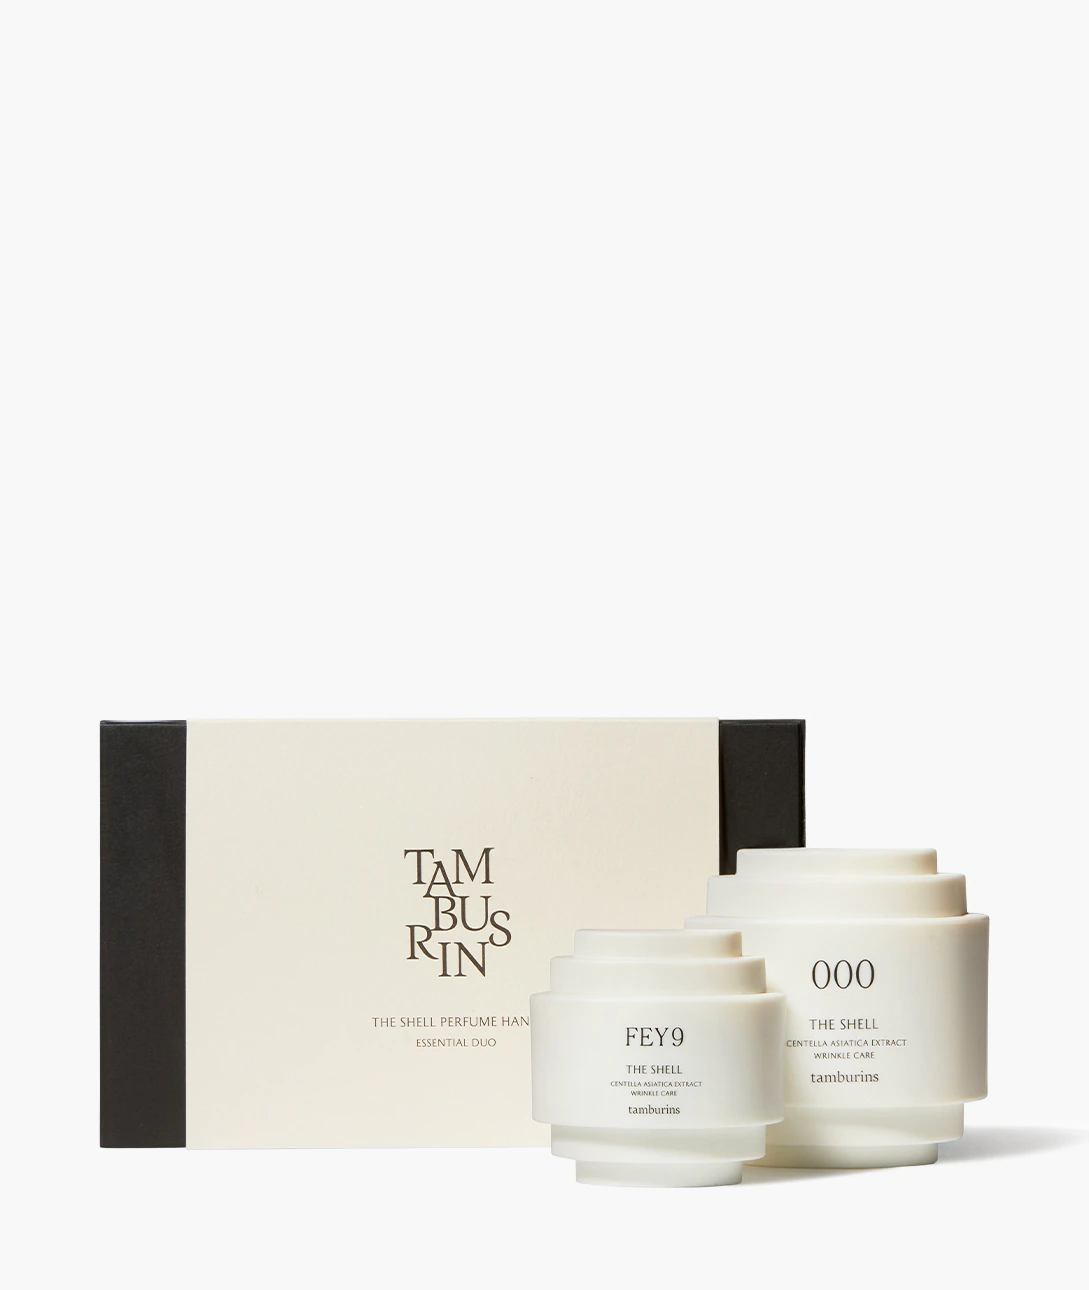 TAM
BUS
RIN
THE SHELL PERFUME HAN
ESSENTIAL DUO
FEY9
THE SHELL
CENTELLA ASIATICA EXTRACT
WRINKLE CARE
tamburins
000
THE SHELL
CENTELLA ASIATICA EXTRACT
WRINKLE CARE
tamburins